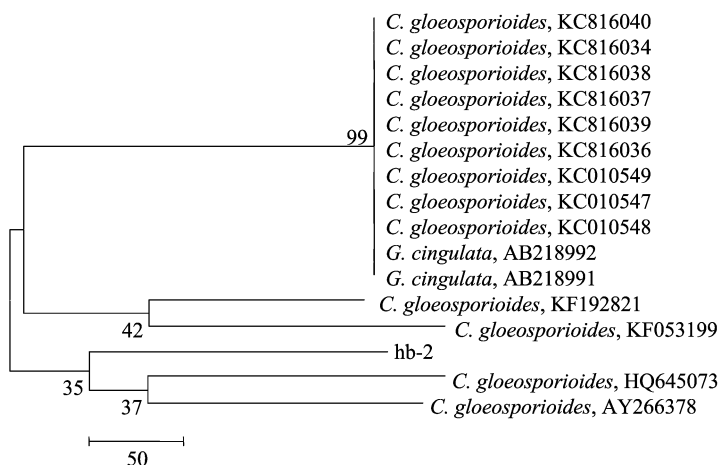 C. gloeosporioides, KC816040
C. gloeosporioides, KC816034
C. gloeosporioides, KC816038
C. gloeosporioides, KC816037
C. gloeosporioides, KC816039
99
C. gloeosporioides, KC816036
C. gloeosporioides, KC010549
C. gloeosporioides, KC010547
C. gloeosporioides, KC010548
G. cingulata, AB218992
G. cingulata, AB218991
C. gloeosporioides, KF192821
42
C. gloeosporioides, KF053199
hb-2
35
C. gloeosporioides, HQ645073
37
C. gloeosporioides, AY266378
50